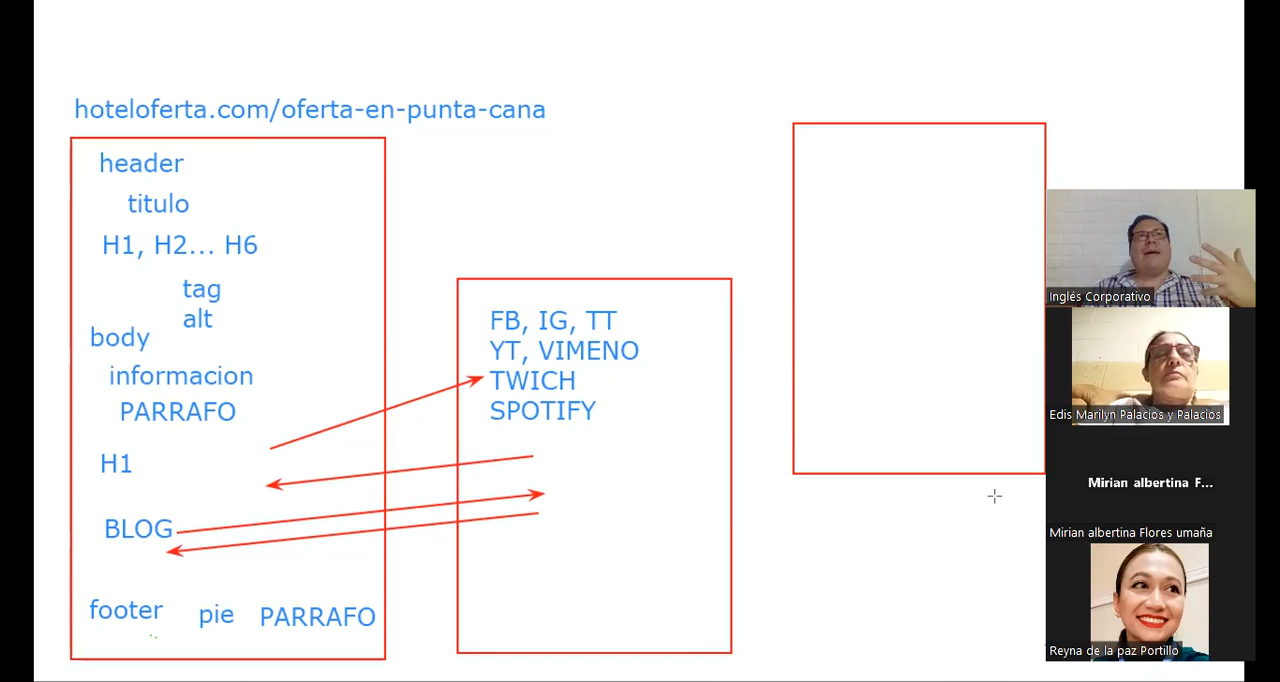 hoteloferta.com/oferta-en-punta-cana
header
titulo
H1, H2... H6
tag
alt
body
informacion
PARRAFO
H1
BLOG
footer pie PARRAFO
FB, IG, TT
YT, VIMENO
TWICH
SPOTIFY
Inglés Corporativo
Edis Marilyn Palacios y Palacios
Mirian albertina F...
Mirian albertina Flores umaña
Reyna de la paz Portillo